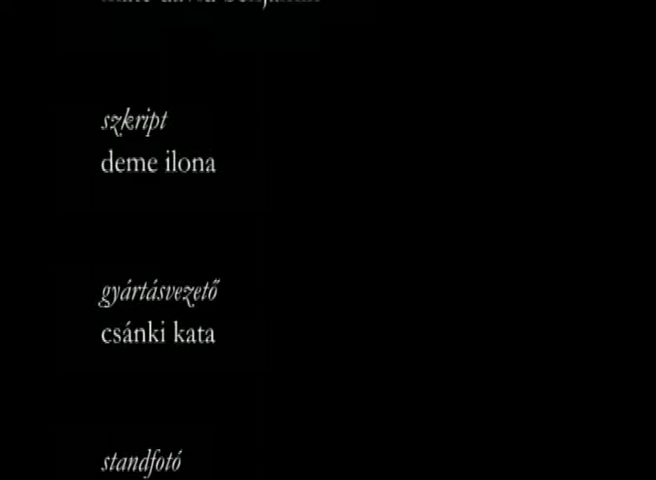 szkript
deme ilona
gyártásvezető
csánki kata
standfotó